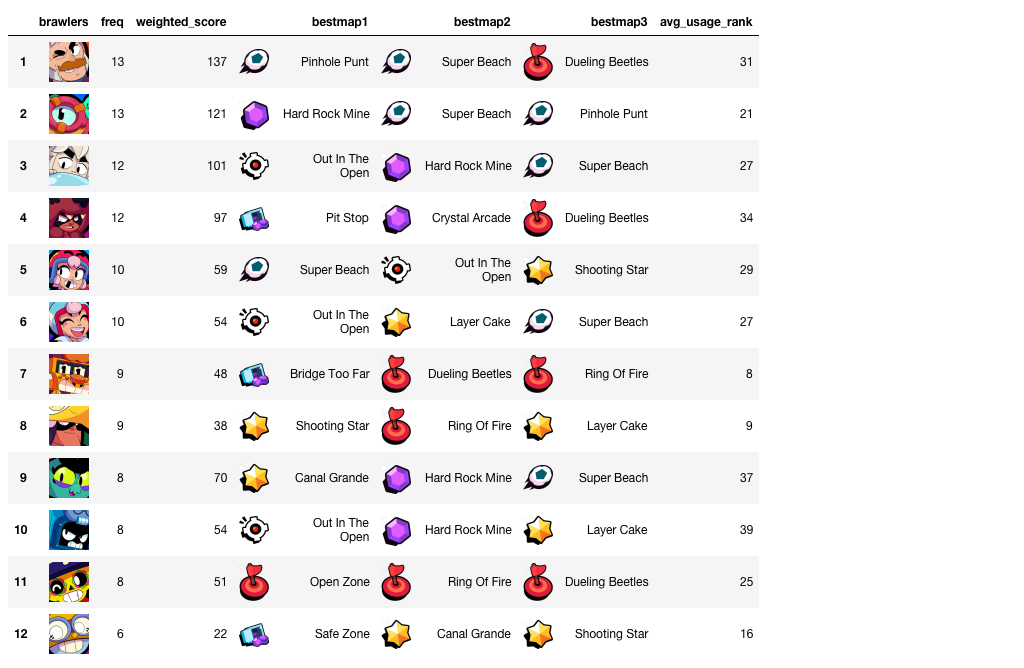 brawlers freq weighted_score bestmap1 bestmap2 bestmap3 avg_usage_rank
1 13 137 Pinhole Punt Super Beach Dueling Beetles 31
2 13 121 Hard Rock Mine Super Beach Pinhole Punt 21
3 12 101 Out In The Open Hard Rock Mine Super Beach 27
4 12 97 Pit Stop Crystal Arcade Dueling Beetles 34
5 10 59 Super Beach Out In The Open Shooting Star 29
6 10 54 Out In The Open Layer Cake Super Beach 27
7 9 48 Bridge Too Far Dueling Beetles Ring Of Fire 8
8 9 38 Shooting Star Ring Of Fire Layer Cake 9
9 8 70 Canal Grande Hard Rock Mine Super Beach 37
10 8 54 Out In The Open Hard Rock Mine Layer Cake 39
11 8 51 Open Zone Ring Of Fire Dueling Beetles 25
12 6 22 Safe Zone Canal Grande Shooting Star 16